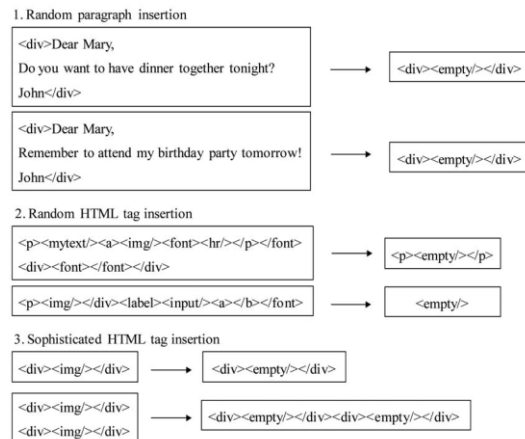 1. Random paragraph insertion
<div>Dear Mary,
Do you want to have dinner together tonight?
John</div>
<div><empty/></div>
<div>Dear Mary,
Remember to attend my birthday party tomorrow!
John</div>
<div><empty/></div>
2. Random HTML tag insertion
<p><mytext/><a><img/><font><hr/></p></font>
<div><font></font></div>
<p><empty/></p>
<p><img/></div><label><input/><a></b></font>
<empty/>
3. Sophisticated HTML tag insertion
<div><img/></div>
<div><empty/></div>
<div><img/></div>
<div><img/></div>
<div><empty/></div><div><empty/></div>